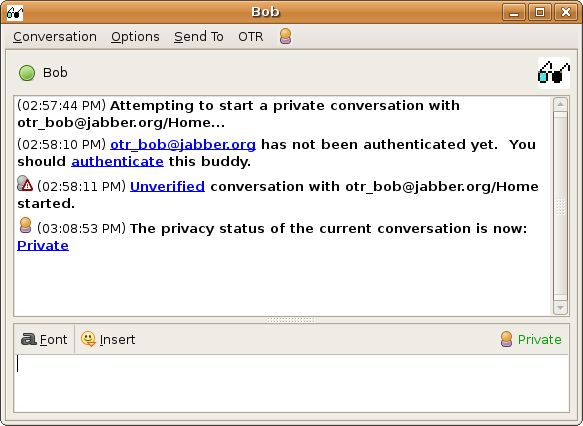 Bob
Conversation Options Send To OTR
Bob
(02:57:44 PM) Attempting to start a private conversation with
otr_bob@jabber.org/Home...
(02:58:10 PM) otr_bob@jabber.org has not been authenticated yet.  You
should authenticate this buddy.
(02:58:11 PM) Unverified conversation with otr_bob@jabber.org/Home
started.
(03:08:53 PM) The privacy status of the current conversation is now:
Private
Font Insert Private